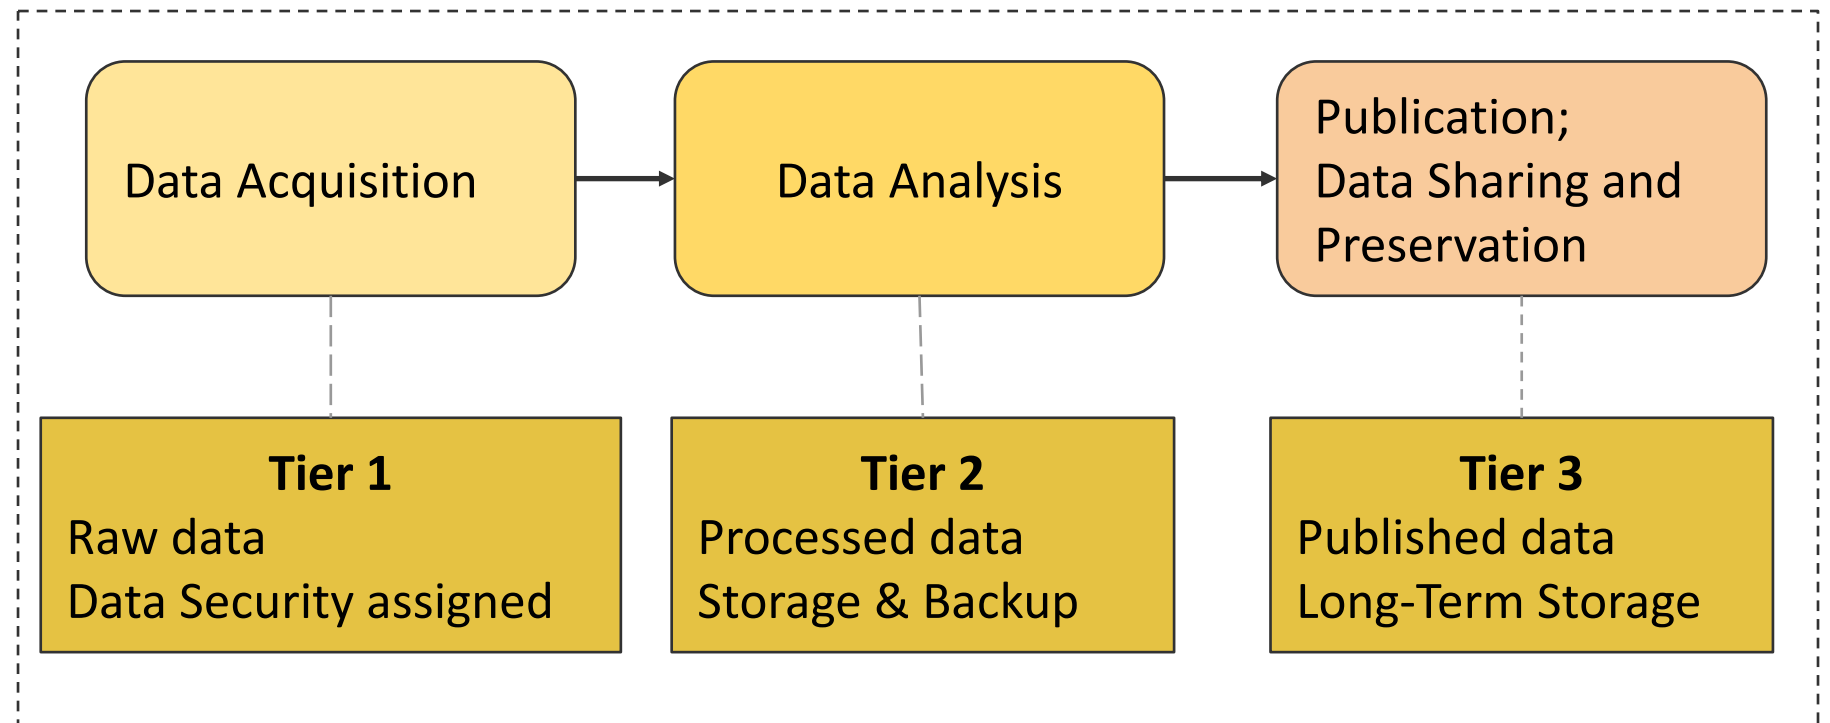 Data Acquisition
Data Analysis
Publication;
Data Sharing and
Preservation
Tier 1
Raw data
Data Security assigned
Tier 2
Processed data
Storage & Backup
Tier 3
Published data
Long-Term Storage